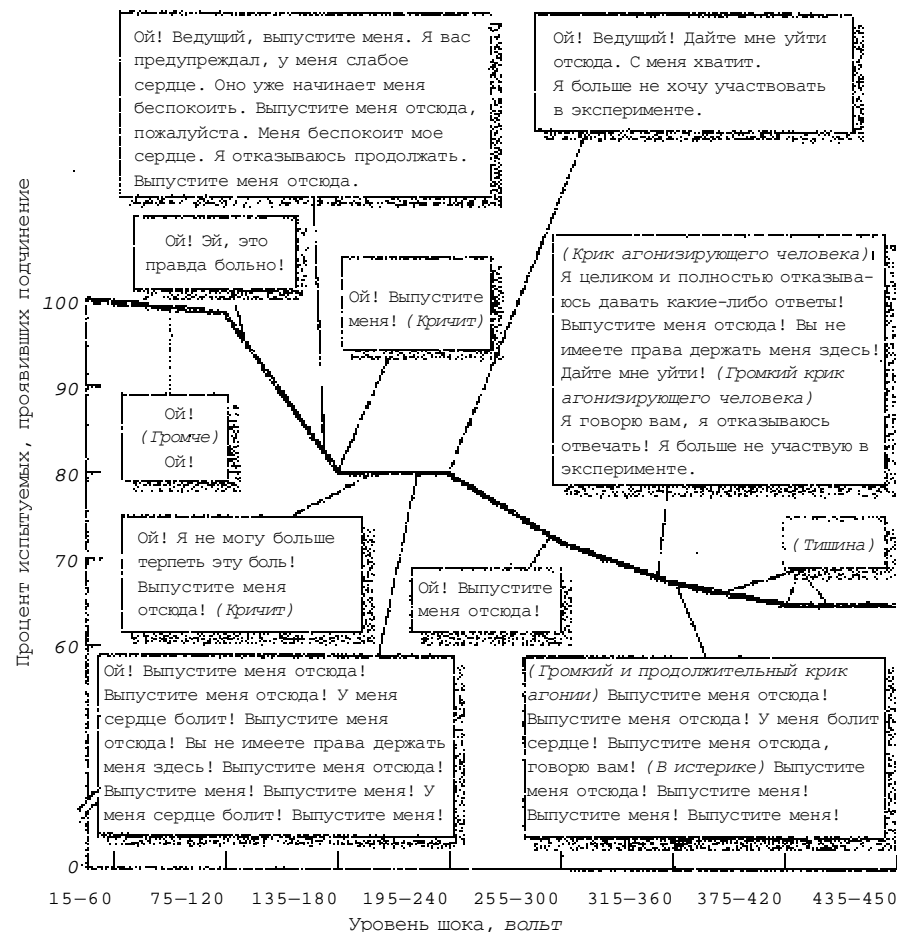 Ой! Ведущий, выпустите меня. Я вас
предупреждал, у меня слабое
сердце. Оно уже начинает меня
беспокоить. Выпустите меня отсюда,
пожалуйста. Меня беспокоит мое
сердце. Я отказываюсь продолжать.
Выпустите меня отсюда.
Ой! Ведущий! Дайте мне уйти
отсюда. С меня хватит.
Я больше не хочу участвовать
в эксперименте.
Ой! Эй, это
правда больно!
Ой! Выпустите
меня! (Кричит)
(Крик агонизирующего человека)
Я целиком и полностью отказыва-
юсь давать какие-либо ответы!
Выпустите меня отсюда! Вы не
имеете права держать меня здесь!
Дайте мне уйти! (Громкий крик
агонизирующего человека)
Я говорю вам, я отказываюсь
отвечать! Я больше не участвую в
эксперименте.
Ой!
(Громче)
Ой!
Ой! Я не могу больше
терпеть эту боль!
Выпустите меня
отсюда! (Кричит)
Ой! Выпустите
меня отсюда!
(Тишина)
Ой! Выпустите меня отсюда!
Выпустите меня отсюда! У меня
сердце болит! Выпустите меня
отсюда! Вы не имеете права держать
меня здесь! Выпустите меня отсюда!
Выпустите меня! Выпустите меня! У
меня сердце болит! Выпустите меня!
(Громкий и продолжительный крик
агонии) Выпустите меня отсюда!
Выпустите меня отсюда! У меня болит
сердце! Выпустите меня отсюда,
говорю вам! (В истерике) Выпустите
меня отсюда! Выпустите меня!
Выпустите меня! Выпустите меня!
Процент испытуемых, проявивших подчинение
100
90
80
70
60
0
15–60 75–120 135–180 195–240 255–300 315–360 375–420 435–450
Уровень шока, вольт